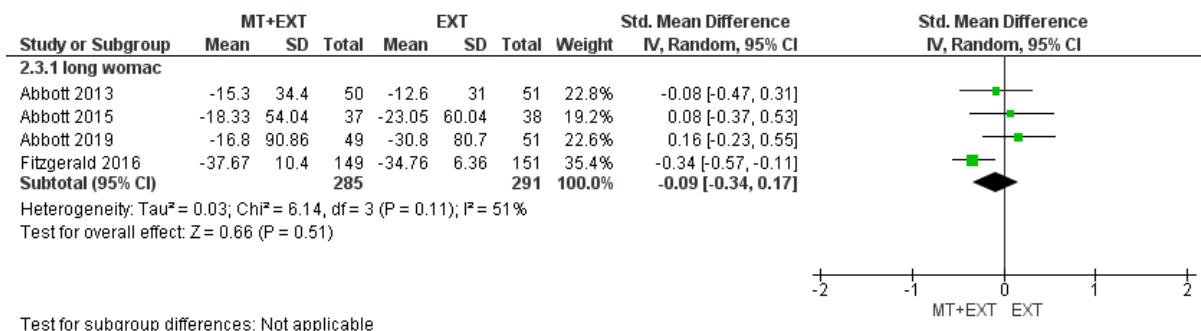 MT+EXT EXT Std. Mean Difference Std. Mean Difference
Study or Subgroup Mean SD Total Mean SD Total Weight IV, Random, 95% CI IV, Random, 95% CI
2.3.1 long womac
Abbott 2013 -15.3 34.4 50 -12.6 31 51 22.8% -0.08 [-0.47, 0.31]
Abbott 2015 -18.33 54.04 37 -23.05 60.04 38 19.2% 0.08 [-0.37, 0.53]
Abbott 2019 -16.8 90.86 49 -30.8 80.7 51 22.6% 0.16 [-0.23, 0.55]
Fitzgerald 2016 -37.67 10.4 149 -34.76 6.36 151 35.4% -0.34 [-0.57, -0.11]
Subtotal (95% CI) 285 291 100.0% -0.09 [-0.34, 0.17]
Heterogeneity: Tau² = 0.03; Chi² = 6.14, df = 3 (P = 0.11); I² = 51%
Test for overall effect: Z = 0.66 (P = 0.51)
-2 -1 0 1 2
MT+EXT EXT
Test for subgroup differences: Not applicable